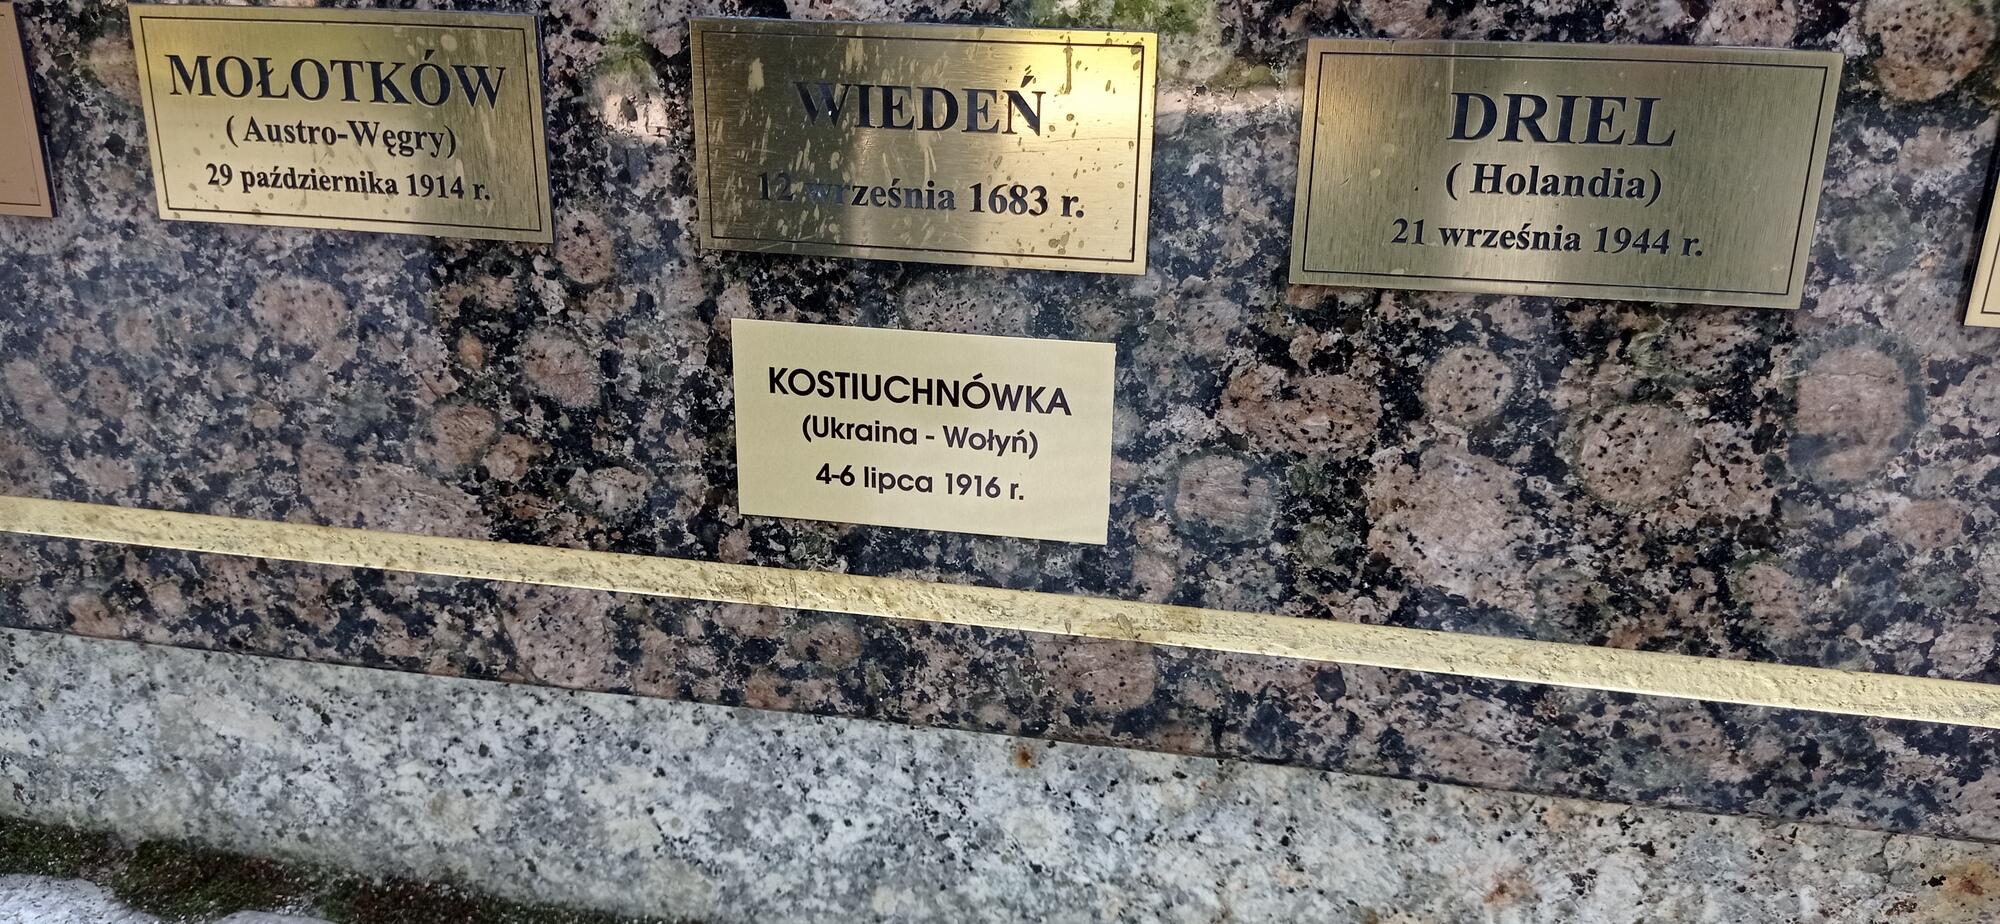 MOŁOTKÓW
(Austro-Węgry)
29 października 1914 r.
WIEDEŃ
12 września 1683 r.
DRIEL
(Holandia)
21 września 1944 r.
KOSTIUCHNÓWKA
(Ukraina - Wołyń)
4-6 lipca 1916 r.